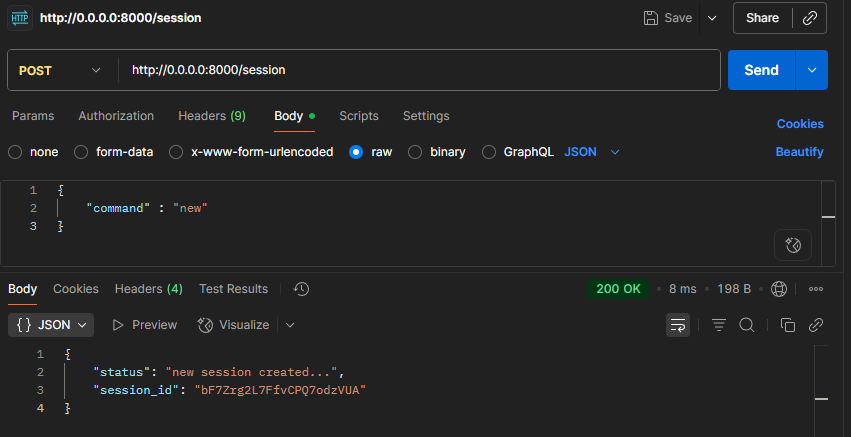 HTTP http://0.0.0.0:8000/session Save Share
POST http://0.0.0.0:8000/session Send
Params Authorization Headers (9) Body Scripts Settings Cookies
none form-data x-www-form-urlencoded raw binary GraphQL JSON Beautify
1 {
2 "command" : "new"
3 }
Body Cookies Headers (4) Test Results 200 OK • 8 ms • 198 B •
{} JSON Preview Visualize
1 {
2 "status": "new session created...",
3 "session_id": "bF7Zrg2L7FfvCPQ7odzVUA"
4 }